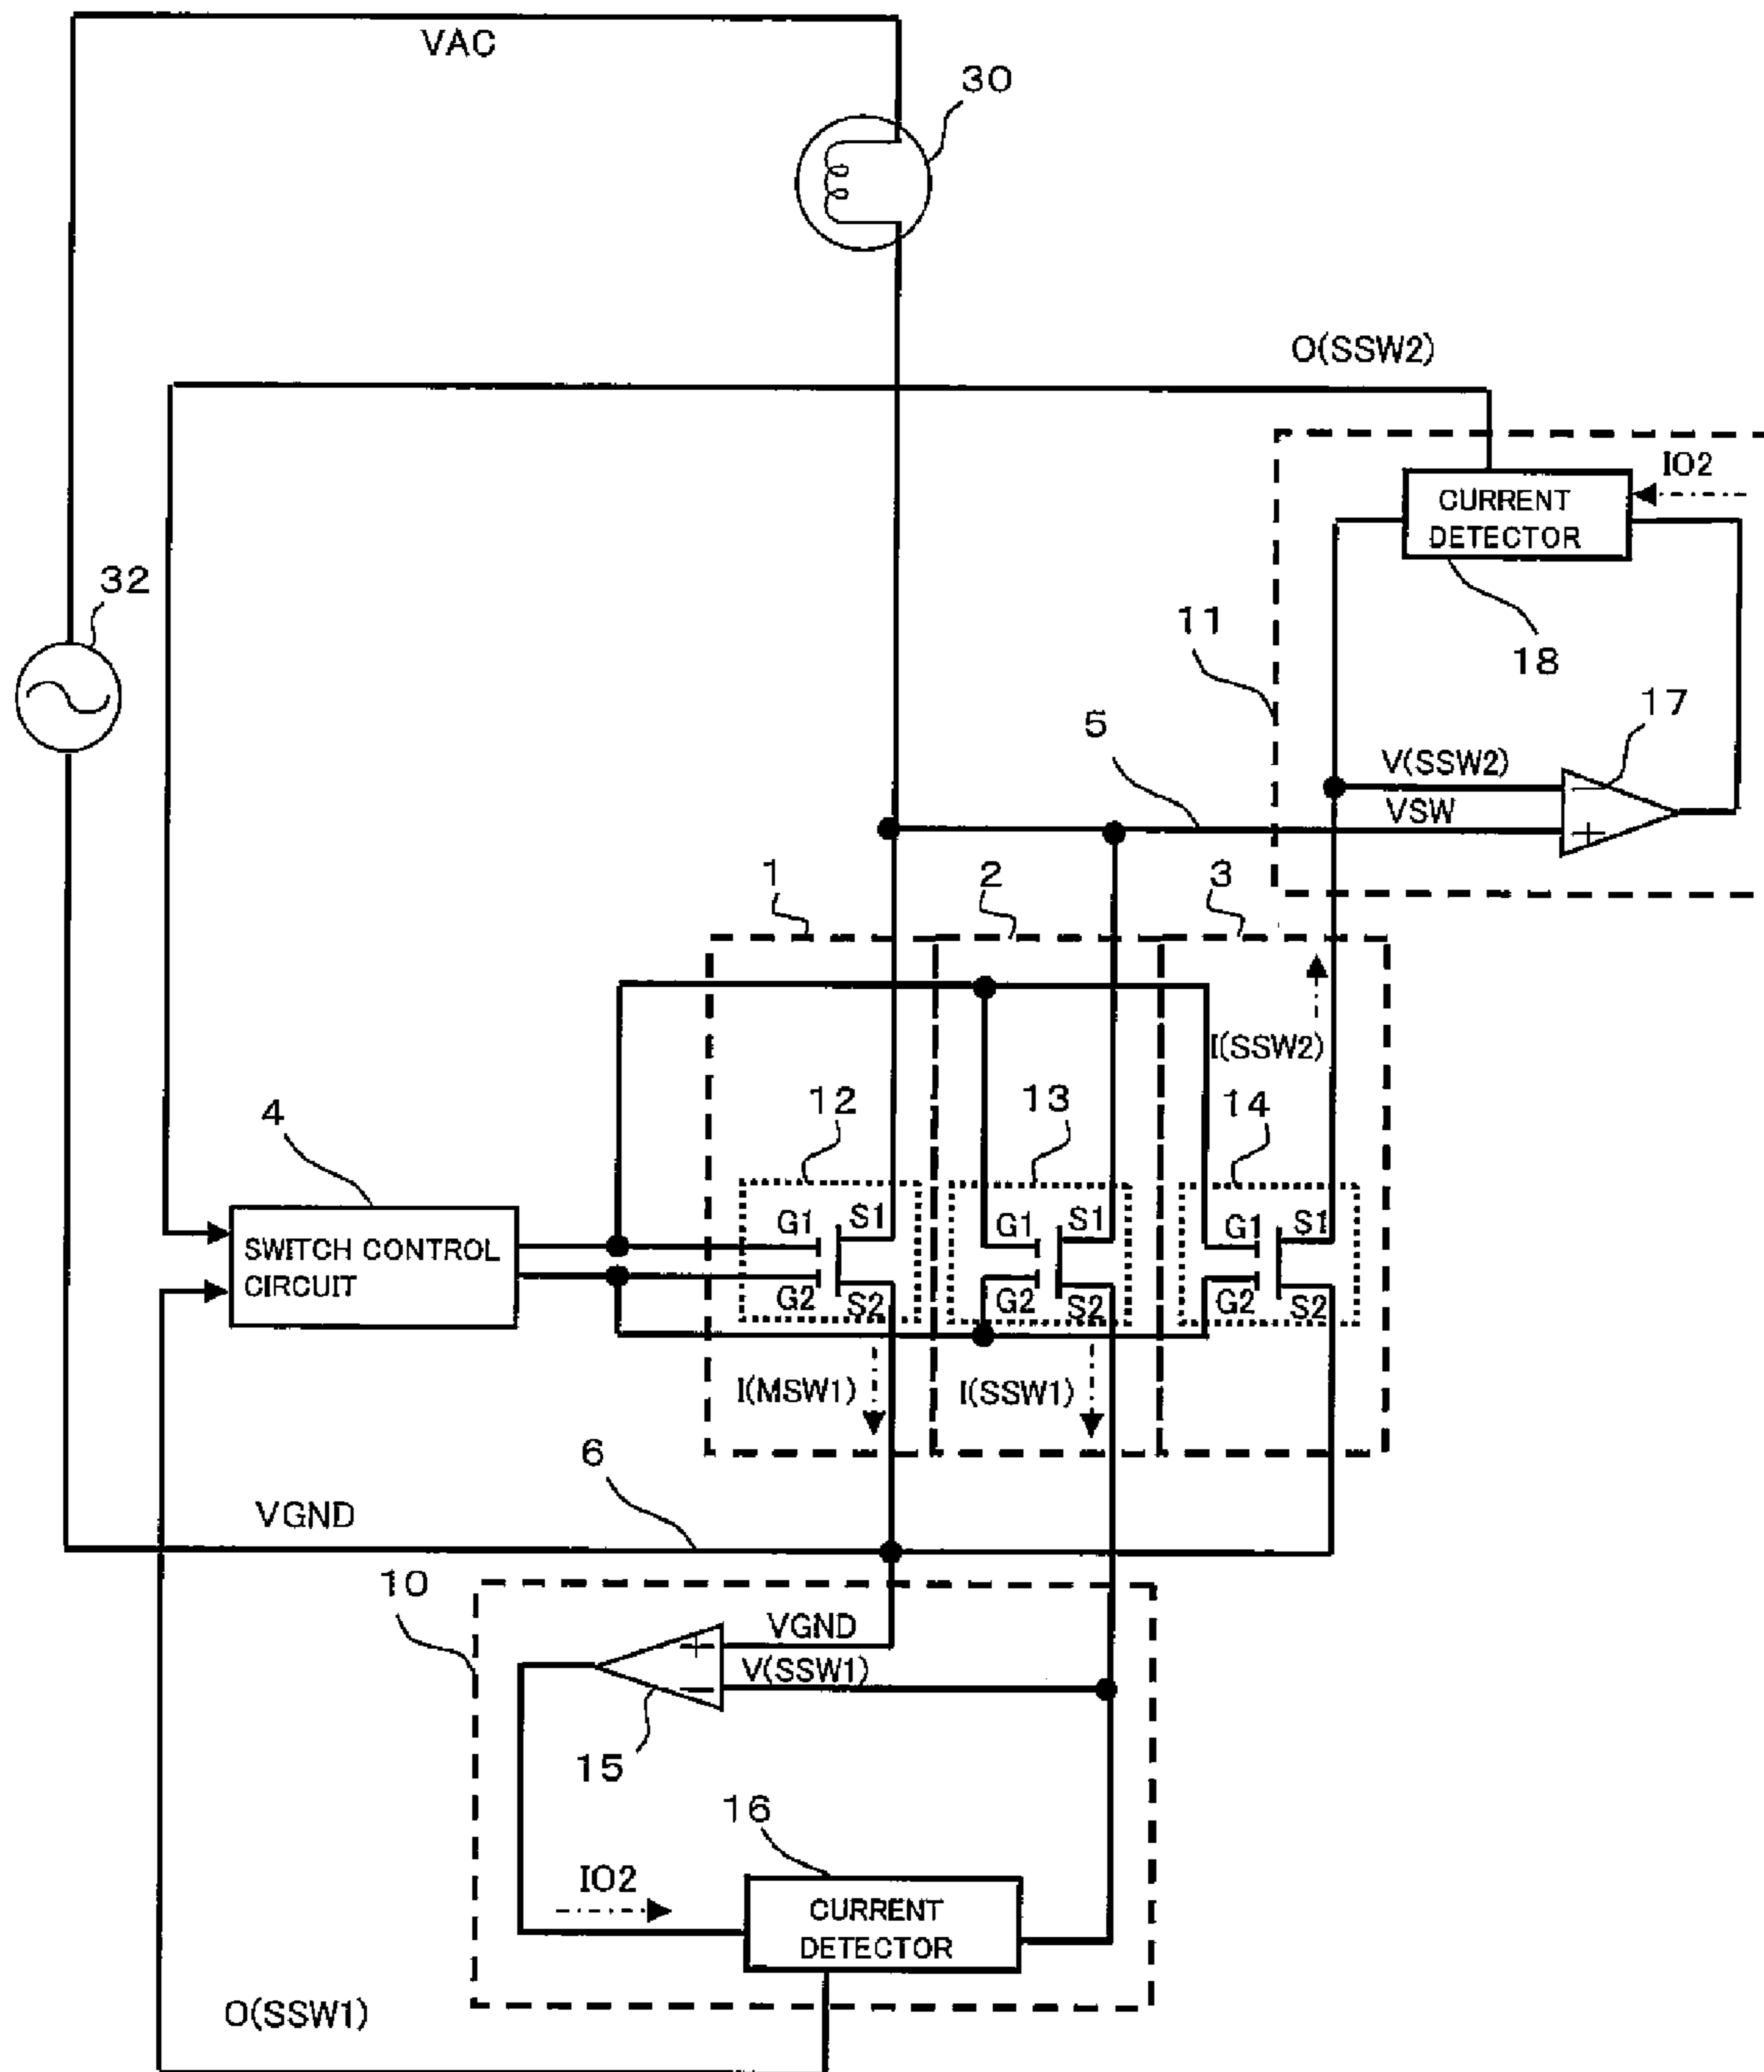 VAC
30
O(SSW2)
IO2
CURRENT
DETECTOR
32
11
18
17
5
V(SSW2)
VSW
−
+
1
2
3
I(SSW2)
4
12
13
14
G1
S1
G1
S1
G1
S1
SWITCH CONTROL
CIRCUIT
G2
S2
G2
S2
G2
S2
I(MSW1)
I(SSW1)
6
VGND
10
VGND
+
V(SSW1)
−
15
16
IO2
CURRENT
DETECTOR
O(SSW1)